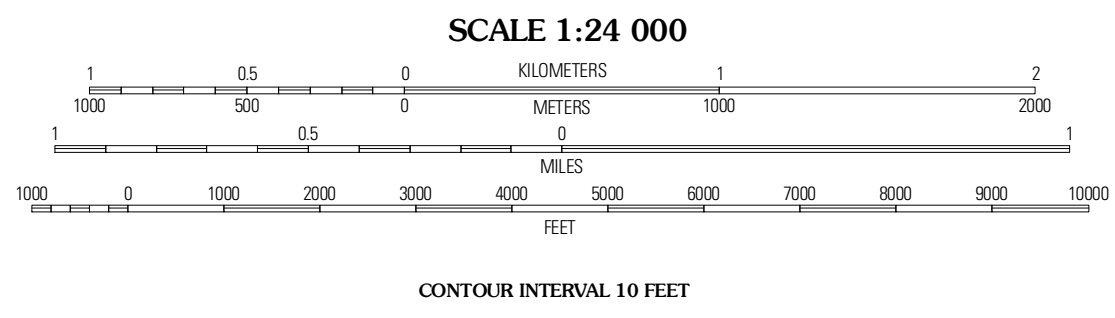 SCALE 1:24 000
1 0.5 0 KILOMETERS 1 2
1000 500 0 METERS 1000 2000
1 0.5 0 1
MILES
1000 0 1000 2000 3000 4000 5000 6000 7000 8000 9000 10000
FEET
CONTOUR INTERVAL 10 FEET